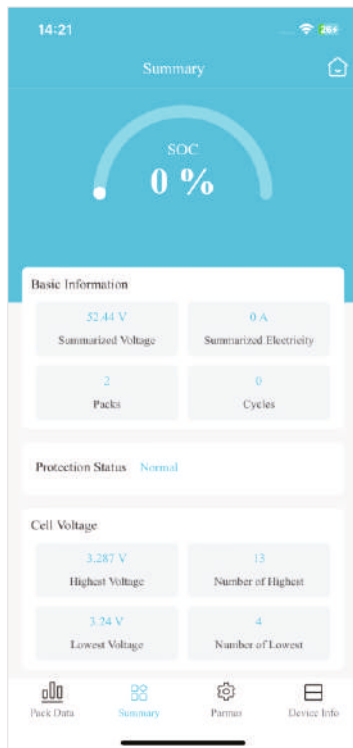 14:21
26
Summary
SOC
0 %
Basic Information
52.44 V
0 A
Summarized Voltage
Summarized Electricity
2
0
Packs
Cycles
Protection Status Normal
Cell Voltage
3.287 V
13
Highest Voltage
Number of Highest
3.24 V
4
Lowest Voltage
Number of Lowest
Pack Data
Summary
Device Info